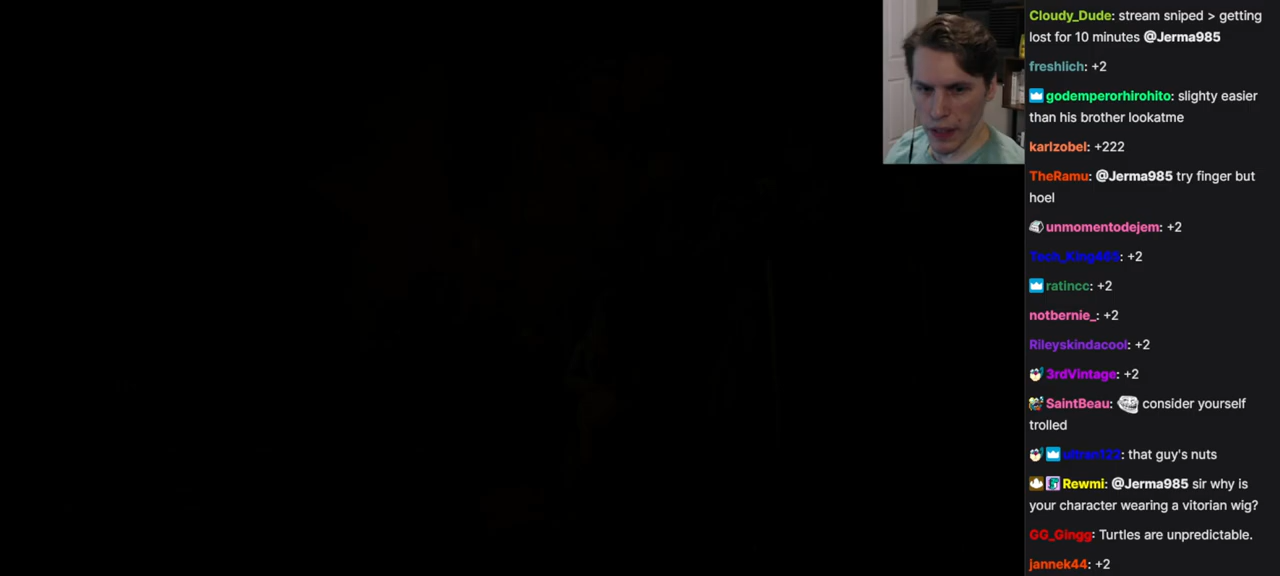 Cloudy_Dude: stream sniped > getting
lost for 10 minutes @Jerma985
freshlich: +2
godemperorhirohito: slighty easier
than his brother lookatme
karlzobel: +222
TheRamu: @Jerma985 try finger but
hoel
unmomentodejem: +2
Tech_King465: +2
ratincc: +2
notbernie_: +2
Rileyskindacool: +2
3rdVintage: +2
SaintBeau: consider yourself
trolled
ultran122: that guy's nuts
Rewmi: @Jerma985 sir why is
your character wearing a vitorian wig?
GG_Gingg: Turtles are unpredictable.
jannek44: +2